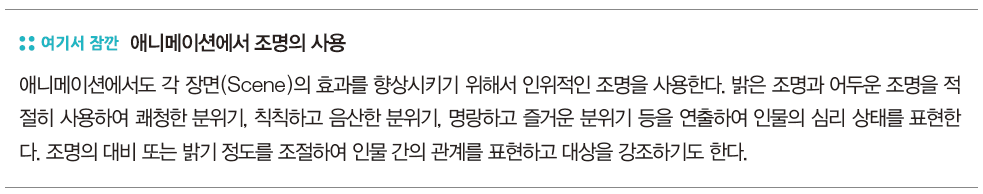 여기서 잠깐 애니메이션에서 조명의 사용
애니메이션에서도 각 장면(Scene)의 효과를 향상시키기 위해서 인위적인 조명을 사용한다. 밝은 조명과 어두운 조명을 적
절히 사용하여 쾌청한 분위기, 칙칙하고 음산한 분위기, 명랑하고 즐거운 분위기 등을 연출하여 인물의 심리 상태를 표현한
다. 조명의 대비 또는 밝기 정도를 조절하여 인물 간의 관계를 표현하고 대상을 강조하기도 한다.